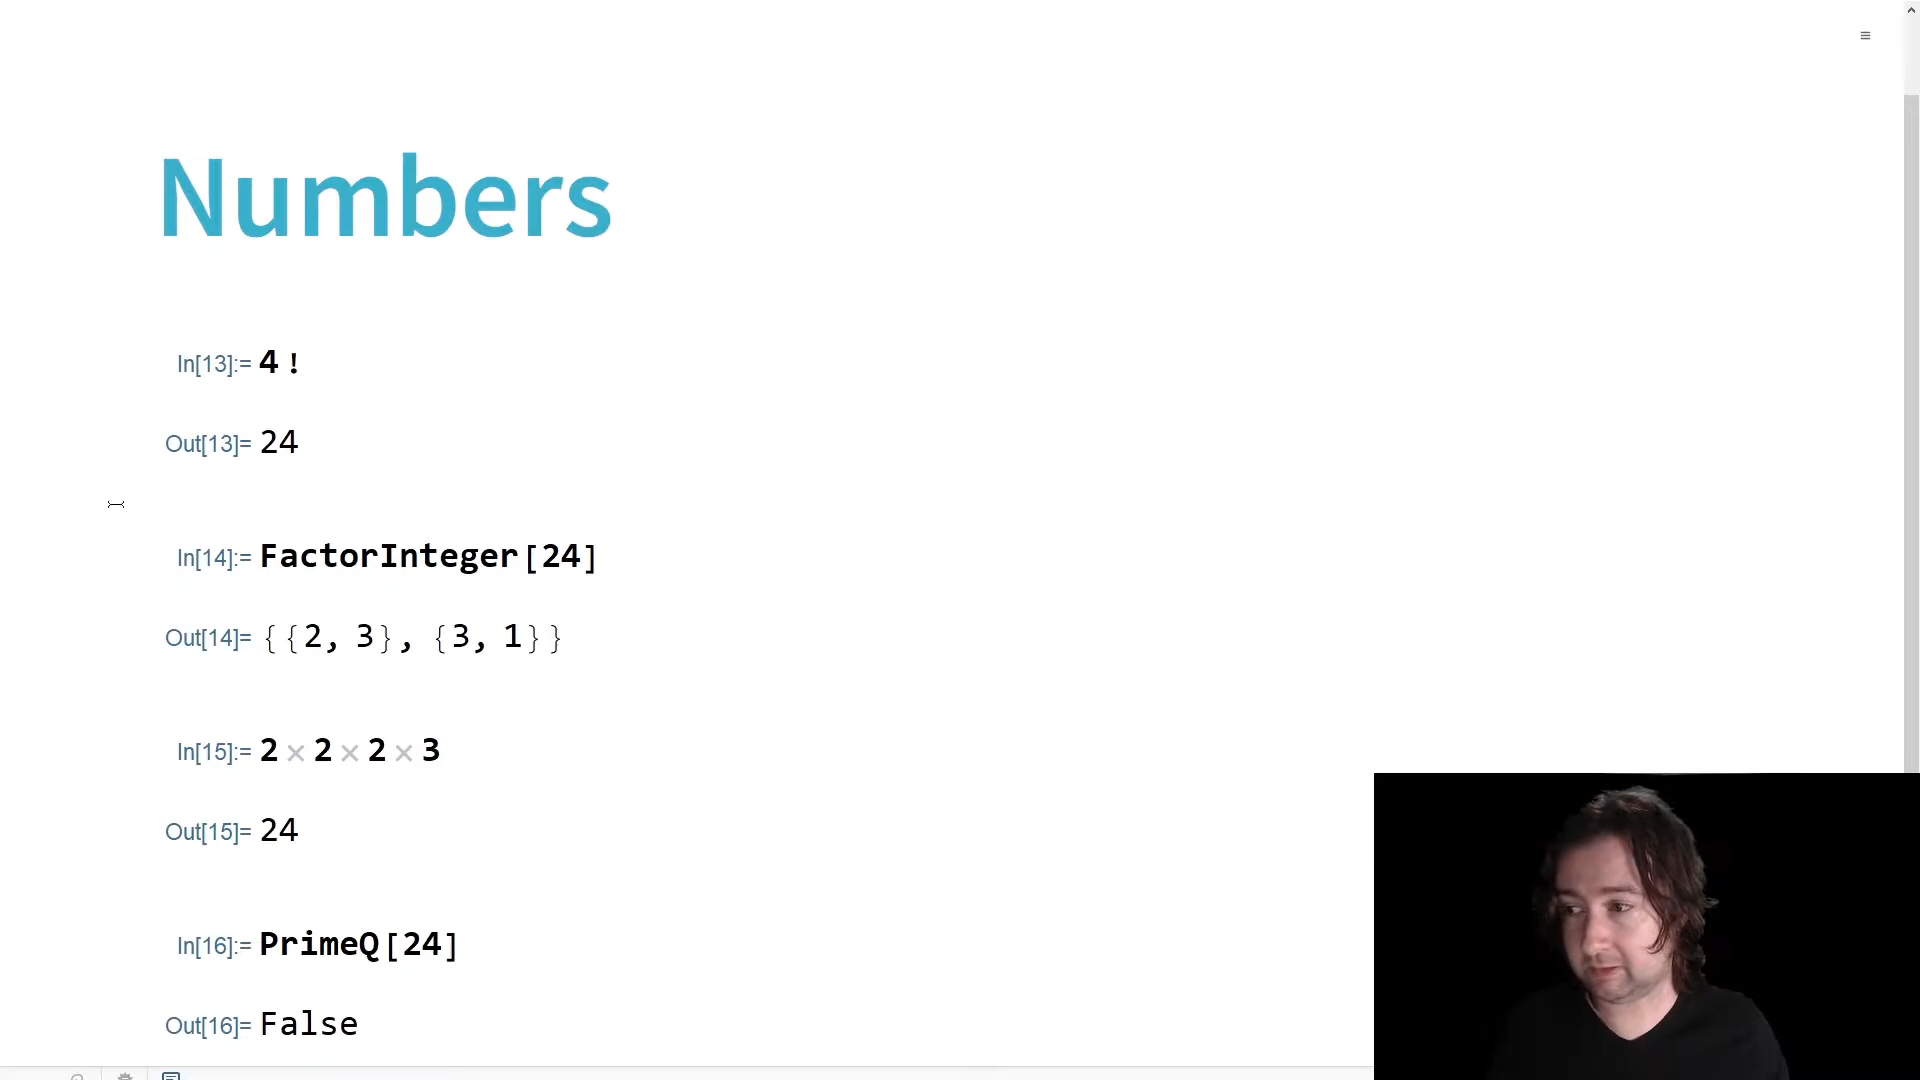 Numbers
In[13]:= 4 !
Out[13]= 24
In[14]:= FactorInteger[24]
Out[14]= {{2, 3}, {3, 1}}
In[15]:= 2 × 2 × 2 × 3
Out[15]= 24
In[16]:= PrimeQ[24]
Out[16]= False